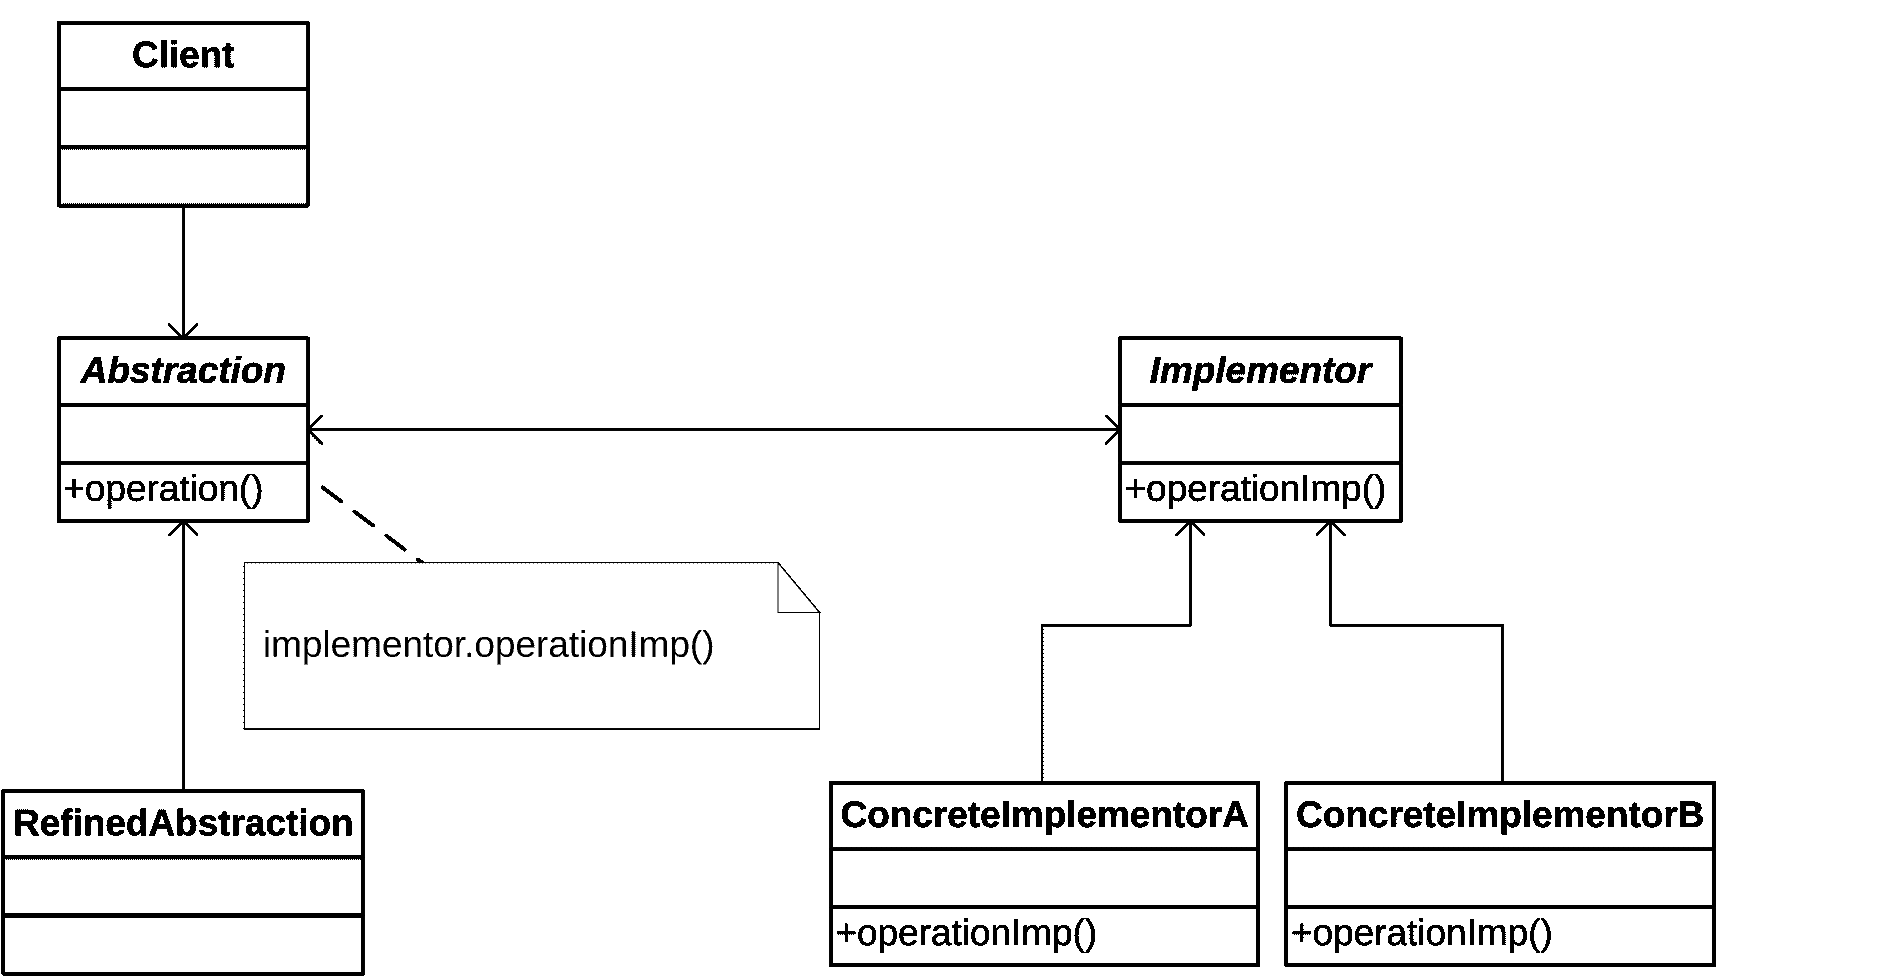 Client
Abstraction
+operation()
Implementor
+operationImp()
implementor.operationImp()
RefinedAbstraction
ConcreteImplementorA
+operationImp()
ConcreteImplementorB
+operationImp()